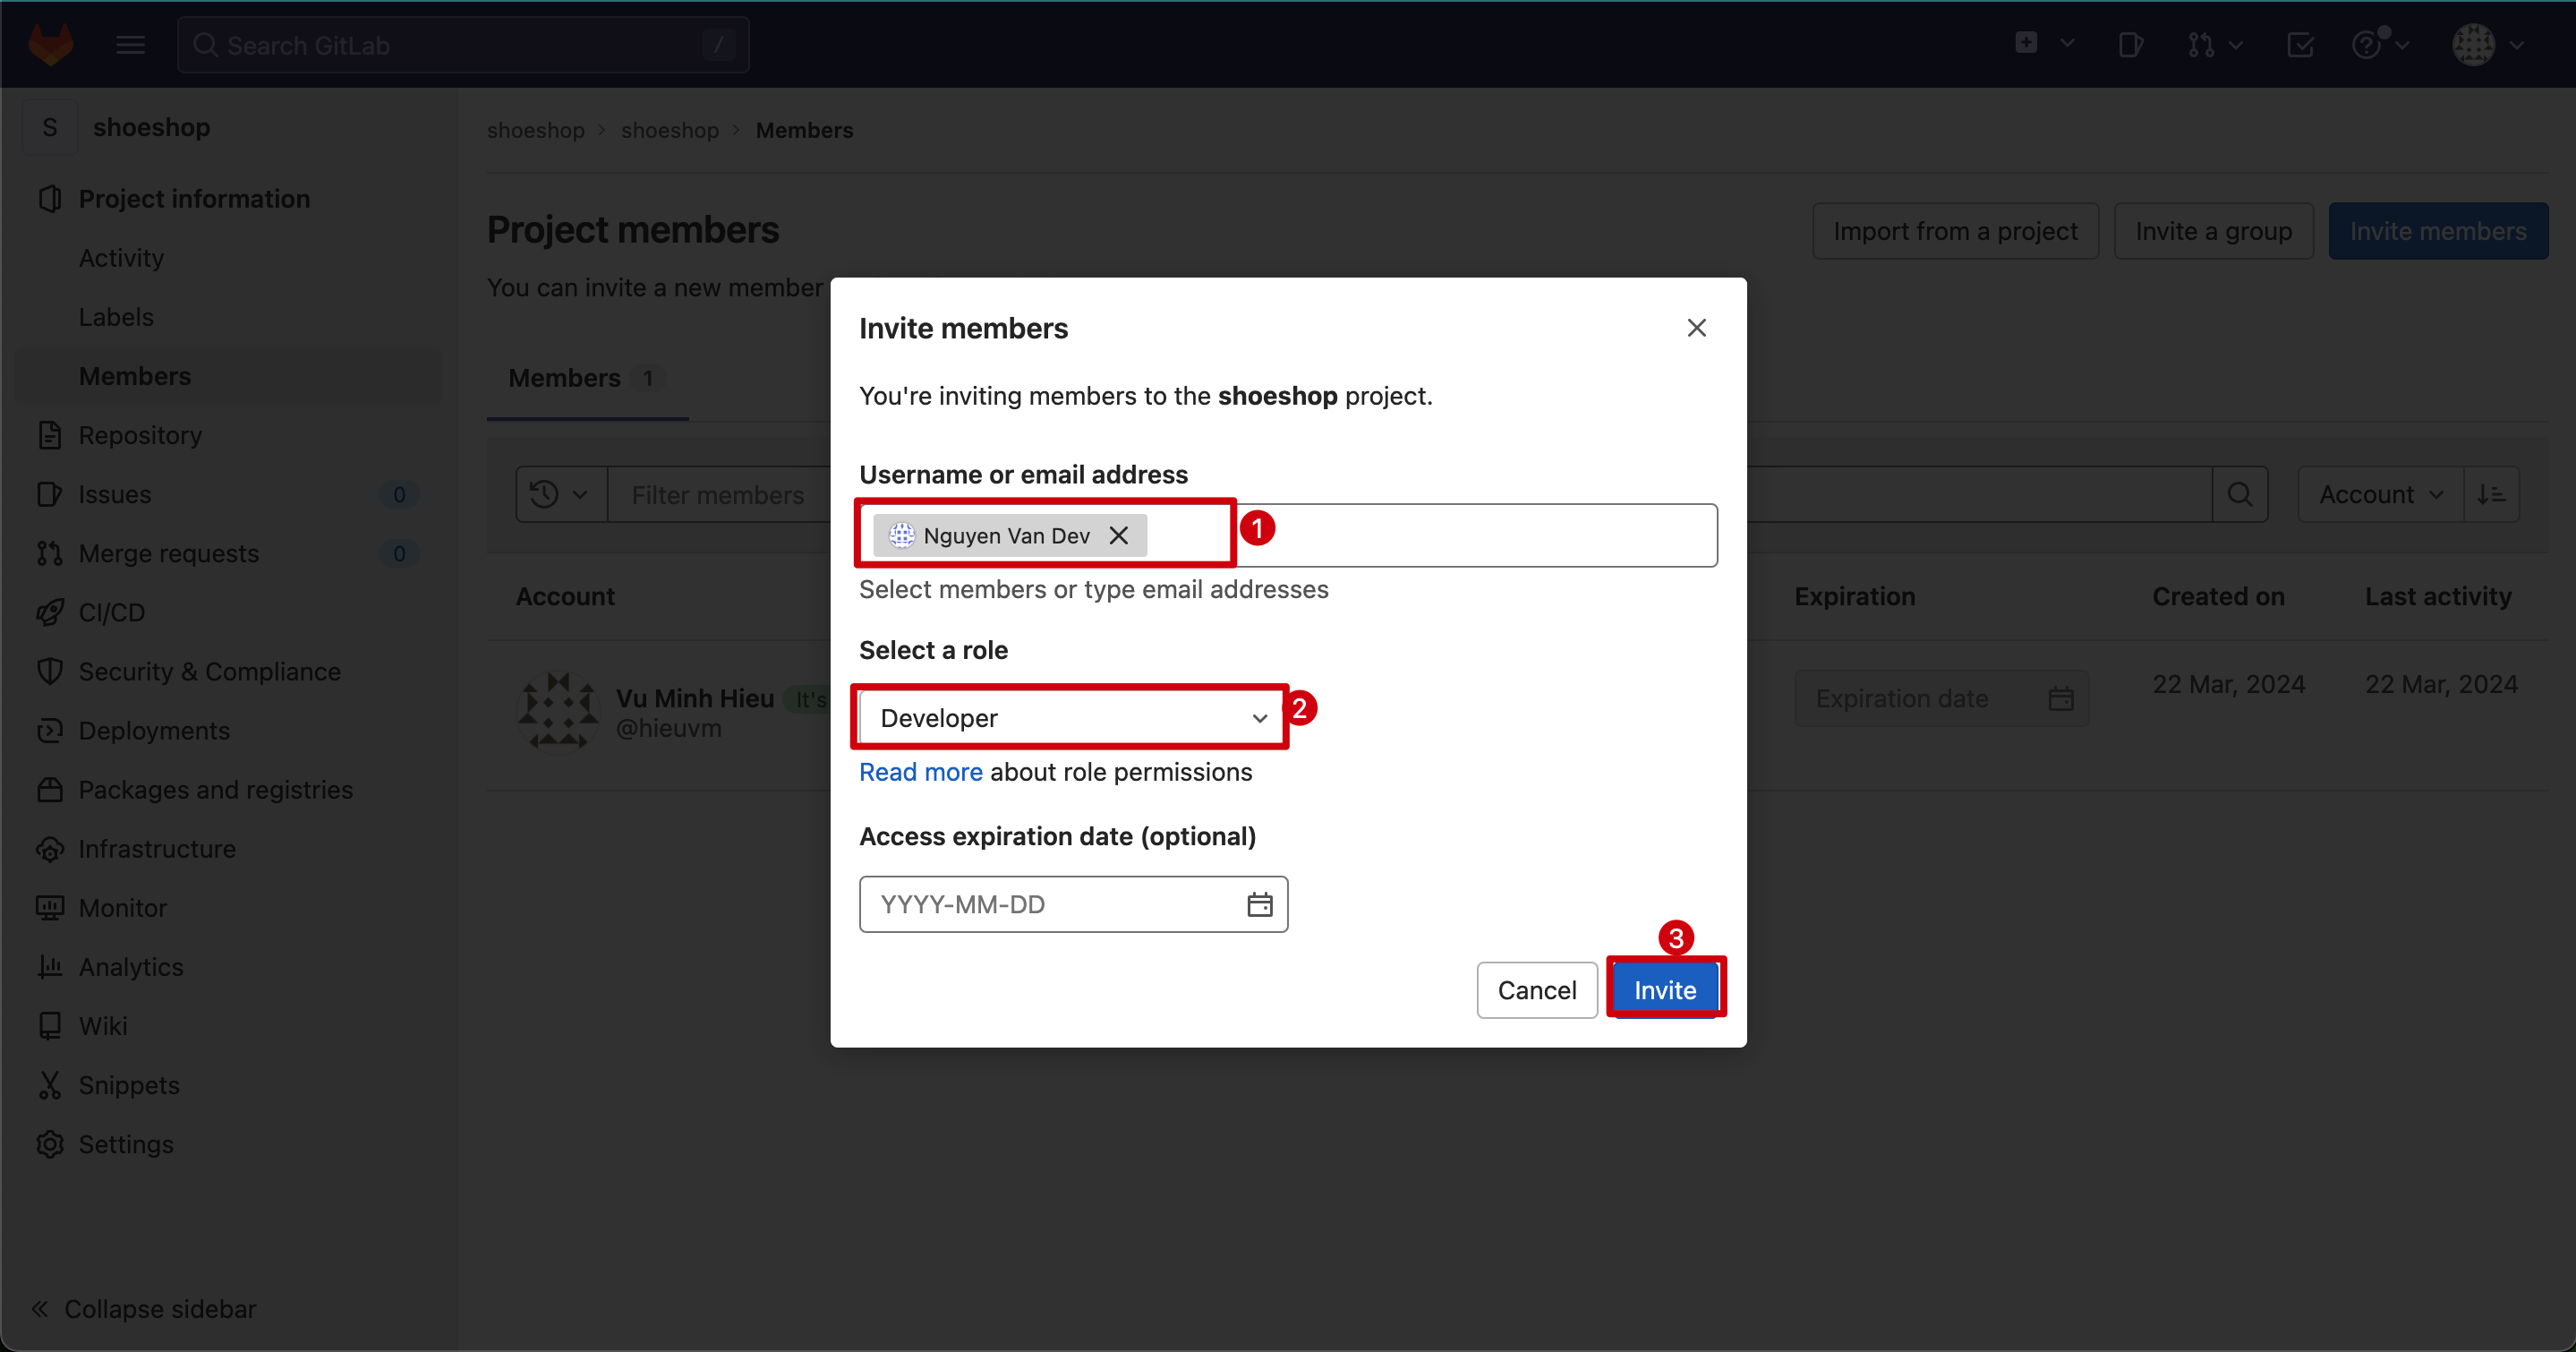 Search GitLab
/
S
shoeshop
Project information
Activity
Labels
Members
Repository
Issues
0
Merge requests
0
CI/CD
Security & Compliance
Deployments
Packages and registries
Infrastructure
Monitor
Analytics
Wiki
Snippets
Settings
Collapse sidebar
shoeshop
shoeshop
Members
Project members
Import from a project
Invite a group
Invite members
You can invite a new member
Members 1
Filter members
Account
Account
Expiration
Created on
Last activity
Vu Minh Hieu
It's
@hieuvm
Expiration date
22 Mar, 2024
22 Mar, 2024
Invite members
You're inviting members to the shoeshop project.
Username or email address
Nguyen Van Dev
1
Select members or type email addresses
Select a role
Developer
2
Read more about role permissions
Access expiration date (optional)
YYYY-MM-DD
3
Cancel
Invite